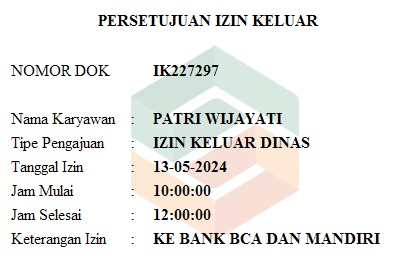 PERSETUJUAN IZIN KELUAR
NOMOR DOK IK227297
Nama Karyawan : PATRI WIJAYATI
Tipe Pengajuan : IZIN KELUAR DINAS
Tanggal Izin : 13-05-2024
Jam Mulai : 10:00:00
Jam Selesai : 12:00:00
Keterangan Izin : KE BANK BCA DAN MANDIRI